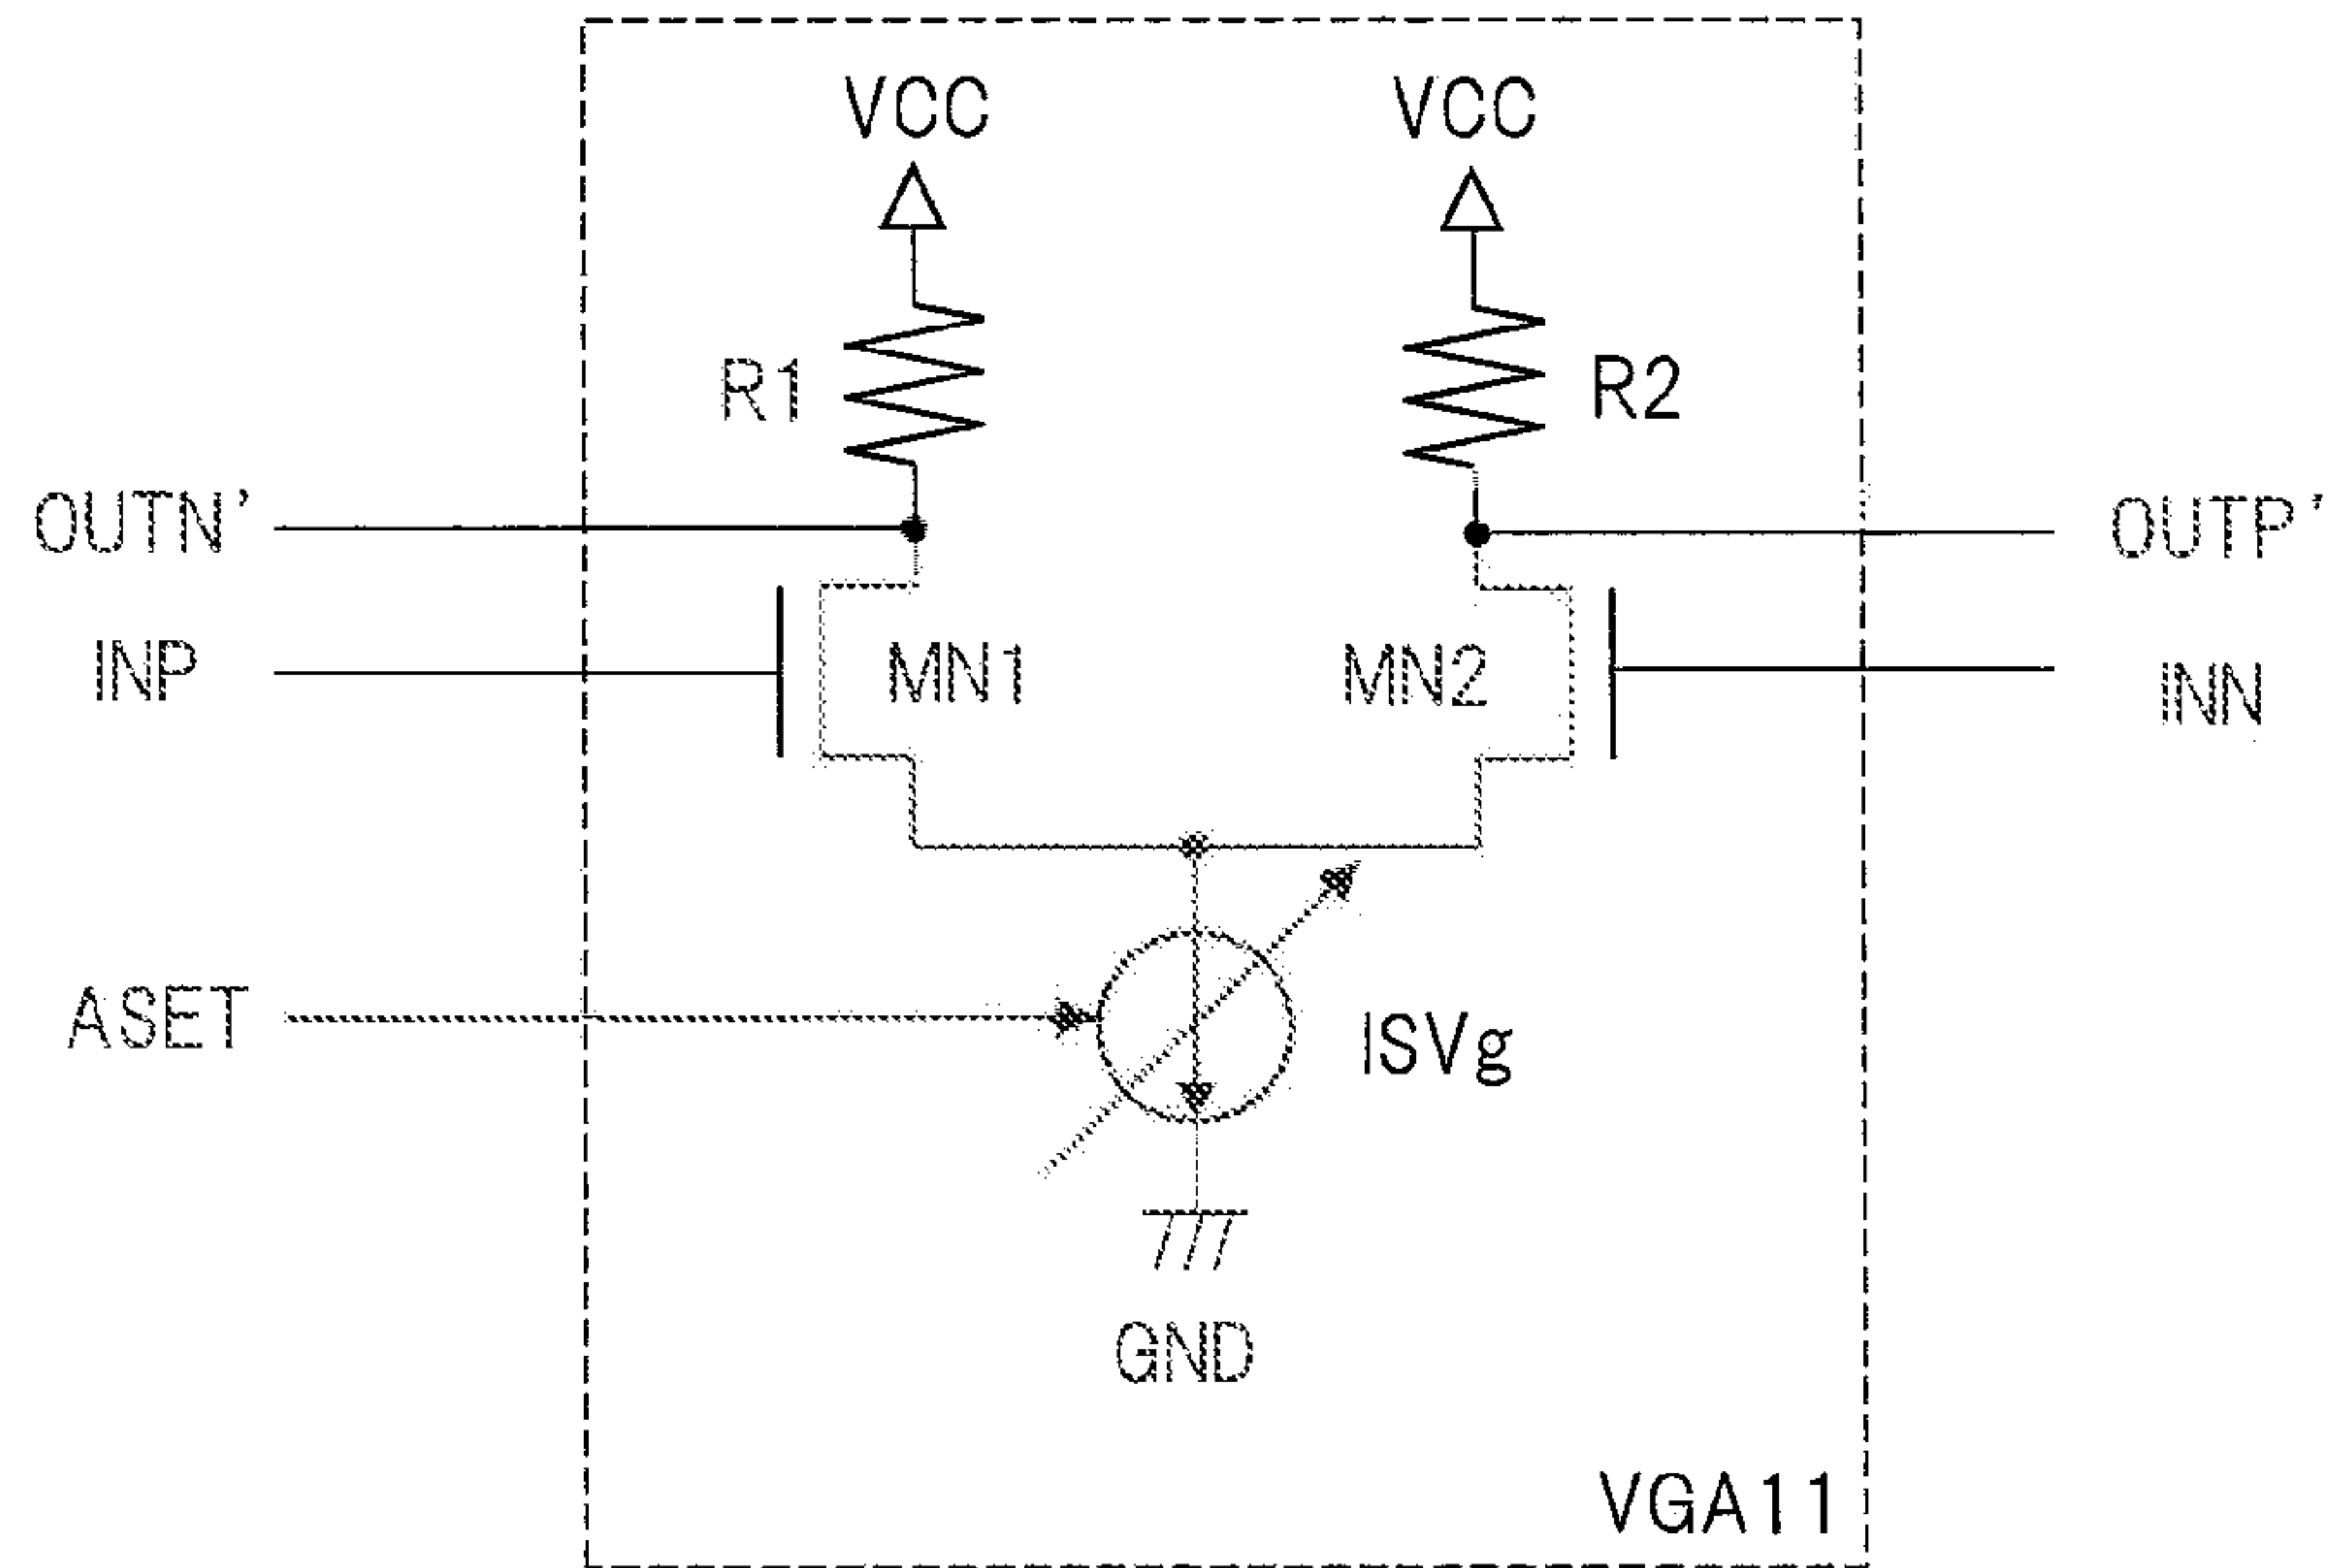 VCC
VCC
R1
R2
OUTN'
OUTP'
INP
MN1
MN2
INN
ASET
ISVg
GND
VGA11